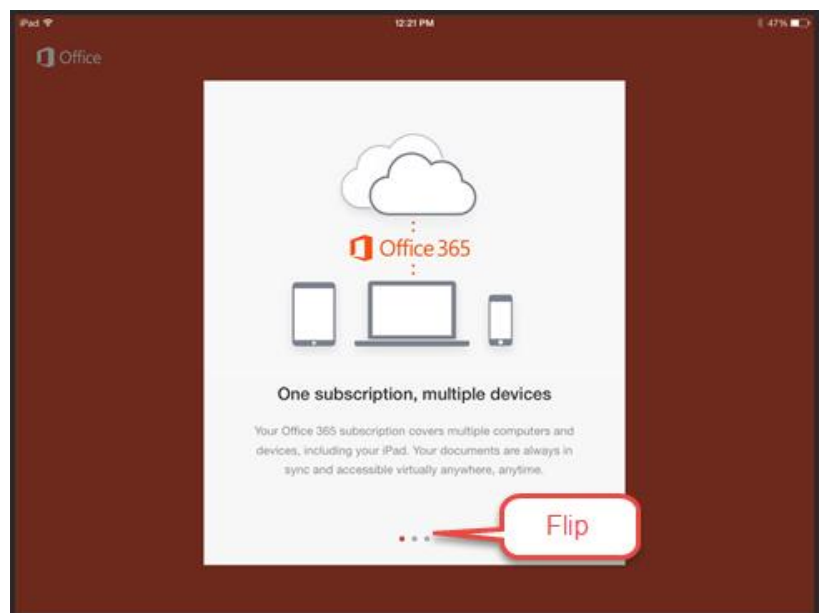 iPad 12:21 PM 47%
Office
Office 365
One subscription, multiple devices
Your Office 365 subscription covers multiple computers and
devices, including your iPad. Your documents are always in
sync and accessible virtually anywhere, anytime.
Flip